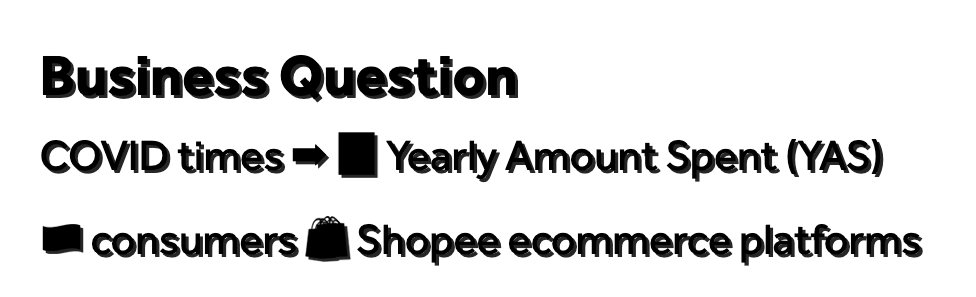 Business Question
COVID times ➡ Yearly Amount Spent (YAS)
consumers 🛍 Shopee ecommerce platforms